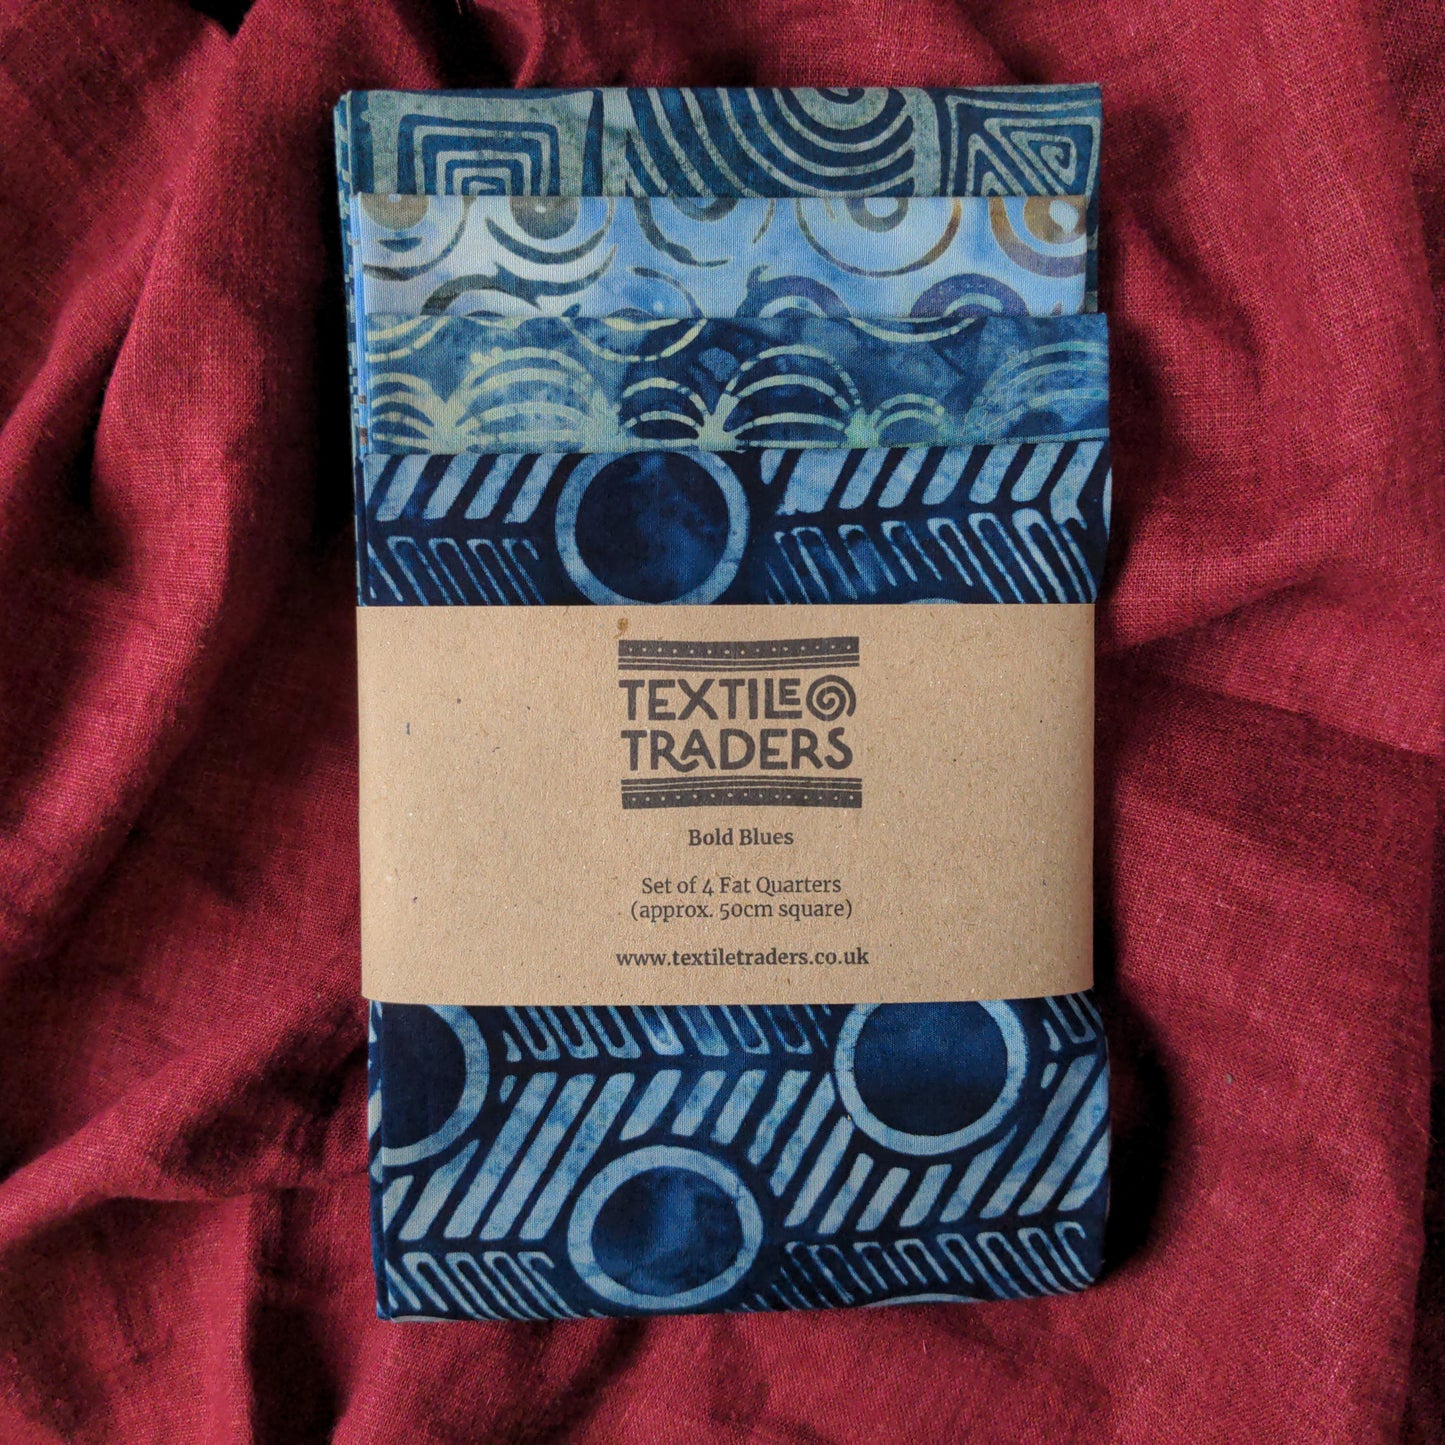 TEXTILE
TRADERS
Bold Blues
Set of 4 Fat Quarters
(approx. 50cm square)
www.textiletraders.co.uk